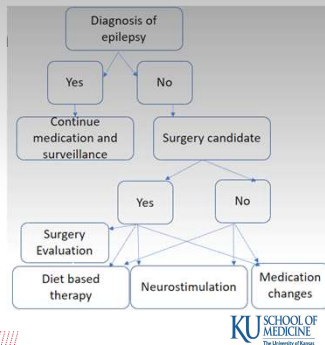 Diagnosis of
epilepsy
Yes
No
Continue
medication and
surveillance
Surgery candidate
Yes
No
Surgery
Evaluation
Diet based
therapy
Neurostimulation
Medication
changes
KU SCHOOL OF
MEDICINE
The University of Kansas